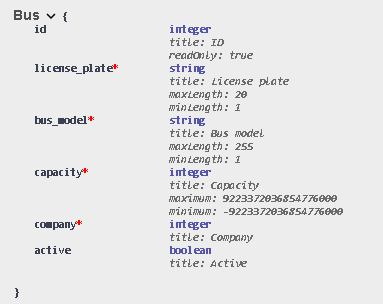 Bus {
id integer
title: ID
readOnly: true
license_plate* string
title: License plate
maxLength: 20
minLength: 1
bus_model* string
title: Bus model
maxLength: 255
minLength: 1
capacity* integer
title: Capacity
maximum: 9223372036854776000
minimum: -9223372036854776000
company* integer
title: Company
active boolean
title: Active
}